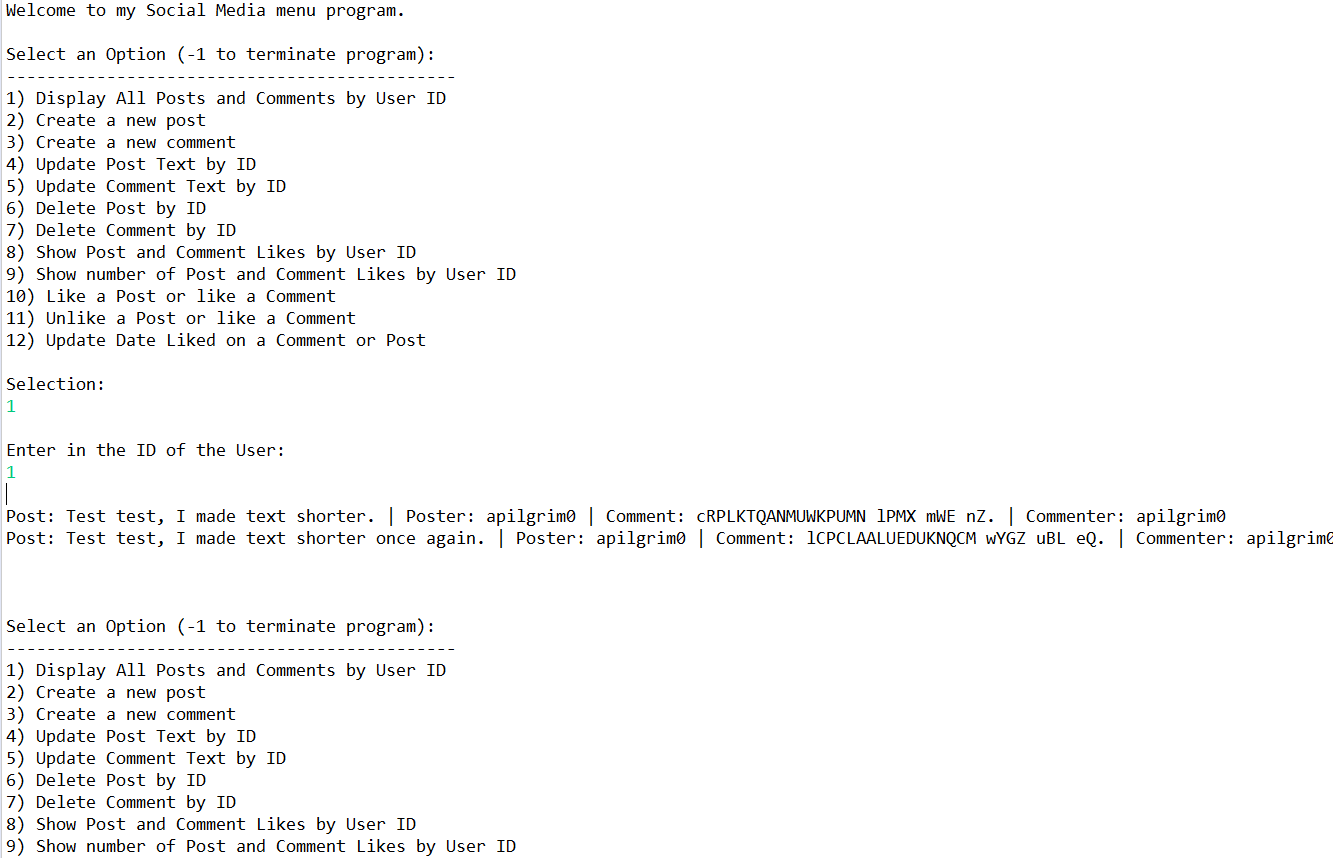 Welcome to my Social Media menu program.
Select an Option (-1 to terminate program):
---------------------------------------------
1) Display All Posts and Comments by User ID
2) Create a new post
3) Create a new comment
4) Update Post Text by ID
5) Update Comment Text by ID
6) Delete Post by ID
7) Delete Comment by ID
8) Show Post and Comment Likes by User ID
9) Show number of Post and Comment Likes by User ID
10) Like a Post or like a Comment
11) Unlike a Post or like a Comment
12) Update Date Liked on a Comment or Post
Selection:
1
Enter in the ID of the User:
1
Post: Test test, I made text shorter. | Poster: apilgrim0 | Comment: cRPLKTQANMUWKPUMN lPMX mWE nZ. | Commenter: apilgrim0
Post: Test test, I made text shorter once again. | Poster: apilgrim0 | Comment: lCPCLAALUEDUKNQCM wYGZ uBL eQ. | Commenter: apilgrim0
Select an Option (-1 to terminate program):
---------------------------------------------
1) Display All Posts and Comments by User ID
2) Create a new post
3) Create a new comment
4) Update Post Text by ID
5) Update Comment Text by ID
6) Delete Post by ID
7) Delete Comment by ID
8) Show Post and Comment Likes by User ID
9) Show number of Post and Comment Likes by User ID